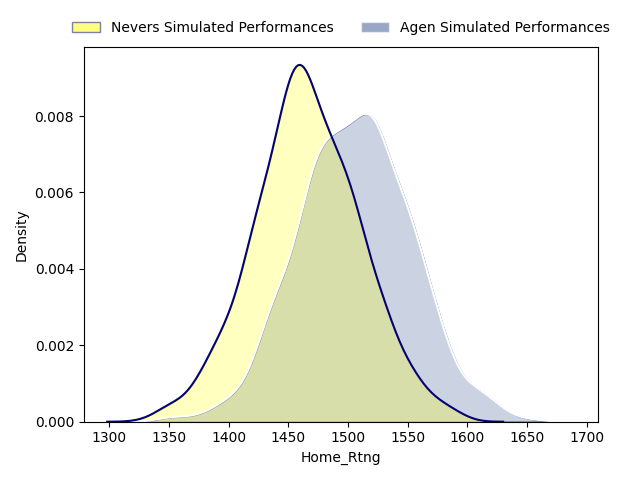 Nevers Simulated Performances Agen Simulated Performances
Density
0.008
0.006
0.004
0.002
0.000
1300 1350 1400 1450 1500 1550 1600 1650 1700
Home_Rtng